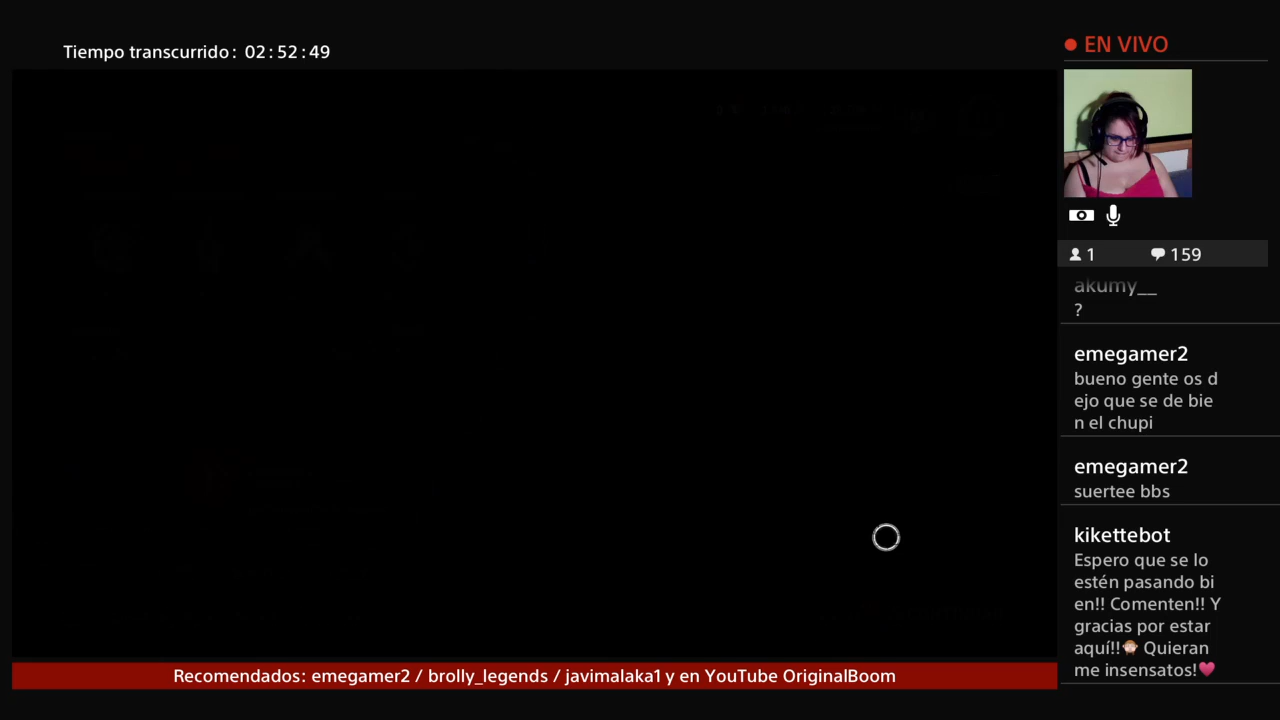 Tiempo transcurrido: 02:52:49
EN VIVO
1 159
akumy__
?
emegamer2
bueno gente os d
ejo que se de bie
n el chupi
emegamer2
suertee bbs
kikettebot
Espero que se lo
estén pasando bi
en!! Comenten!! Y
gracias por estar
aquí!!🙊 Quieran
me insensatos!❤️
Recomendados: emegamer2 / brolly_legends / javimalaka1 y en YouTube OriginalBoom